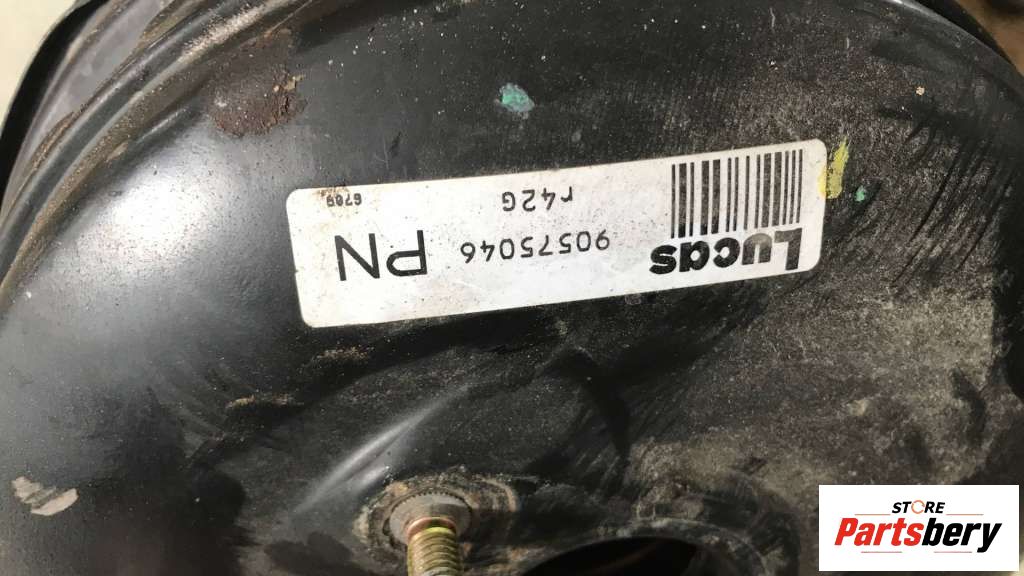 Lucas 90575046 PN
r42G
STORE
Partsbery